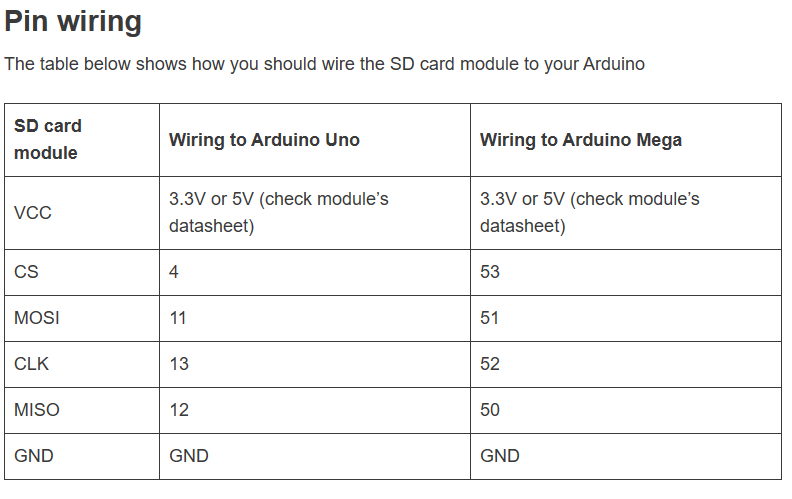 Pin wiring
The table below shows how you should wire the SD card module to your Arduino
SD card
module
Wiring to Arduino Uno
Wiring to Arduino Mega
VCC
3.3V or 5V (check module’s
datasheet)
3.3V or 5V (check module’s
datasheet)
CS
4
53
MOSI
11
51
CLK
13
52
MISO
12
50
GND
GND
GND